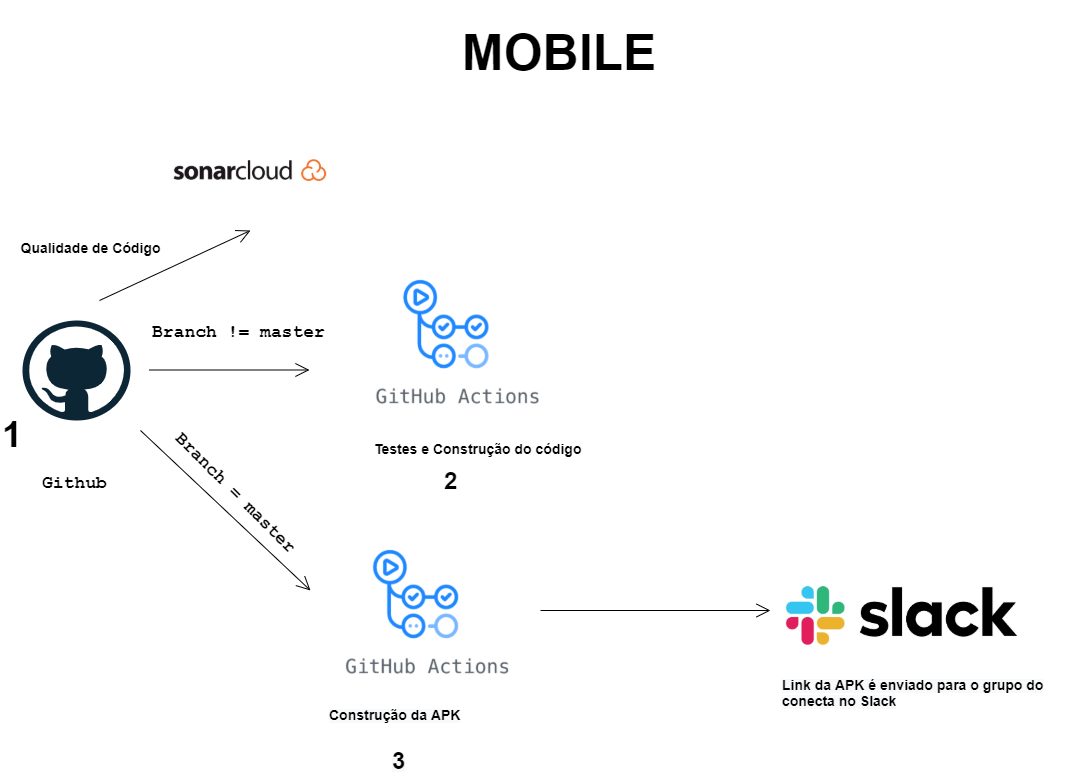 MOBILE
sonarcloud
Qualidade de Código
Branch != master
GitHub Actions
Testes e Construção do código
2
1
Github
Branch = master
GitHub Actions
Construção da APK
3
slack
Link da APK é enviado para o grupo do
conecta no Slack